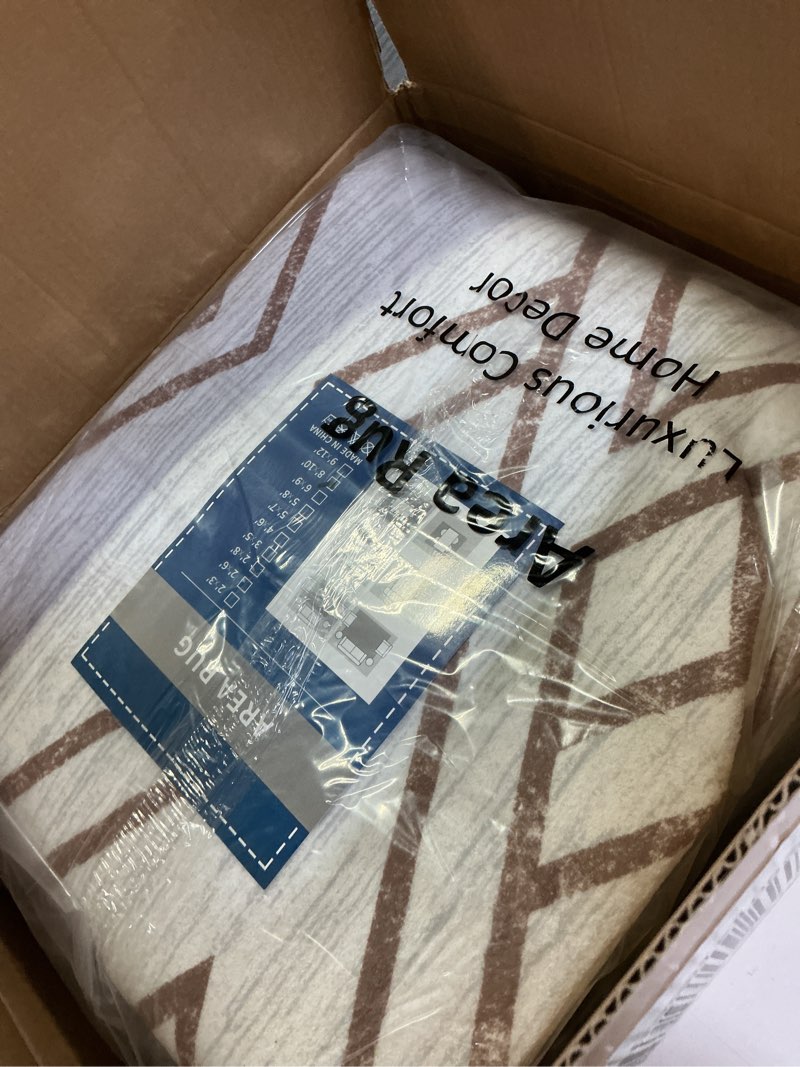 Luxurious Comfort
Home Decor
Area Rug
AREA RUG
2'·3'
2'·6'
2'·8'
3'·5'
4'·6'
5'·7'
5'·8'
6'·9'
8'·10'
9'·12'
MADE IN CHINA